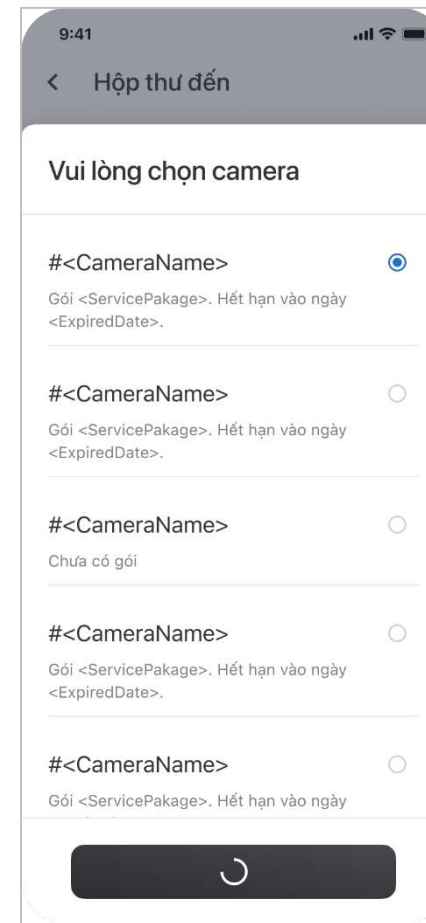 9:41
Hộp thư đến
Vui lòng chọn camera
#<CameraName>
Gói <ServicePakage>. Hết hạn vào ngày
<ExpiredDate>.
#<CameraName>
Gói <ServicePakage>. Hết hạn vào ngày
<ExpiredDate>.
#<CameraName>
Chưa có gói
#<CameraName>
Gói <ServicePakage>. Hết hạn vào ngày
<ExpiredDate>.
#<CameraName>
Gói <ServicePakage>. Hết hạn vào ngày